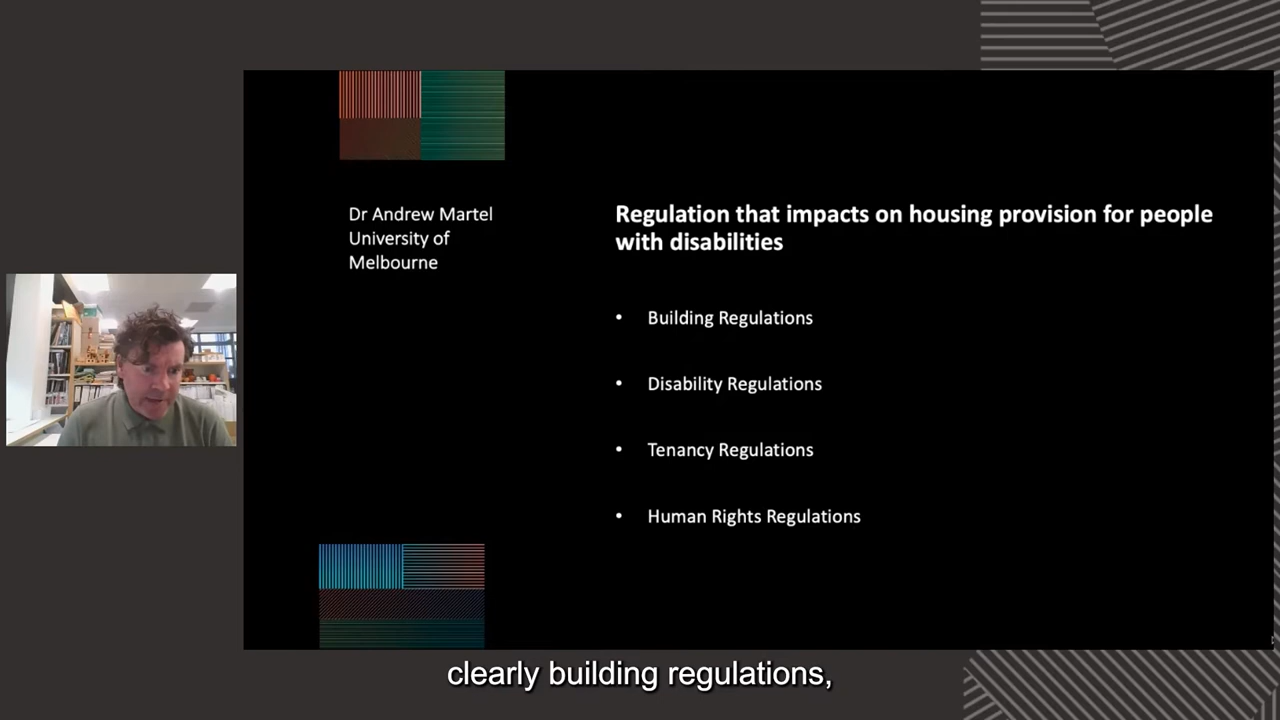 Dr Andrew Martel
University of
Melbourne
Regulation that impacts on housing provision for people
with disabilities
• Building Regulations
• Disability Regulations
• Tenancy Regulations
• Human Rights Regulations
clearly building regulations,